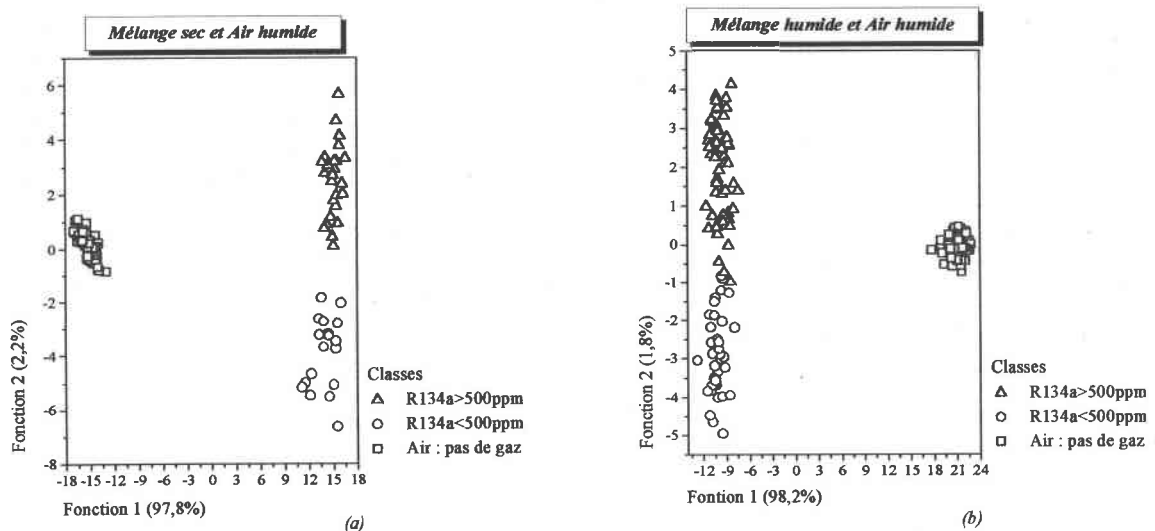 Mélange sec et Air humide
6
4
2
0
-2
-4
-6
-8
Fonction 2 (2,2%)
-18 -15 -12 -9 -6 -3 0 3 6 9 12 15 18
Fonction 1 (97,8%)
(a)
Classes
R134a>500ppm
R134a<500ppm
Air : pas de gaz
Mélange humide et Air humide
5
4
3
2
1
0
-1
-2
-3
-4
-5
Fonction 2 (1,8%)
-12 -9 -6 -3 0 3 6 9 12 15 18 21 24
Fontion 1 (98,2%)
(b)
Classes
R134a>500ppm
R134a<500ppm
Air : pas de gaz